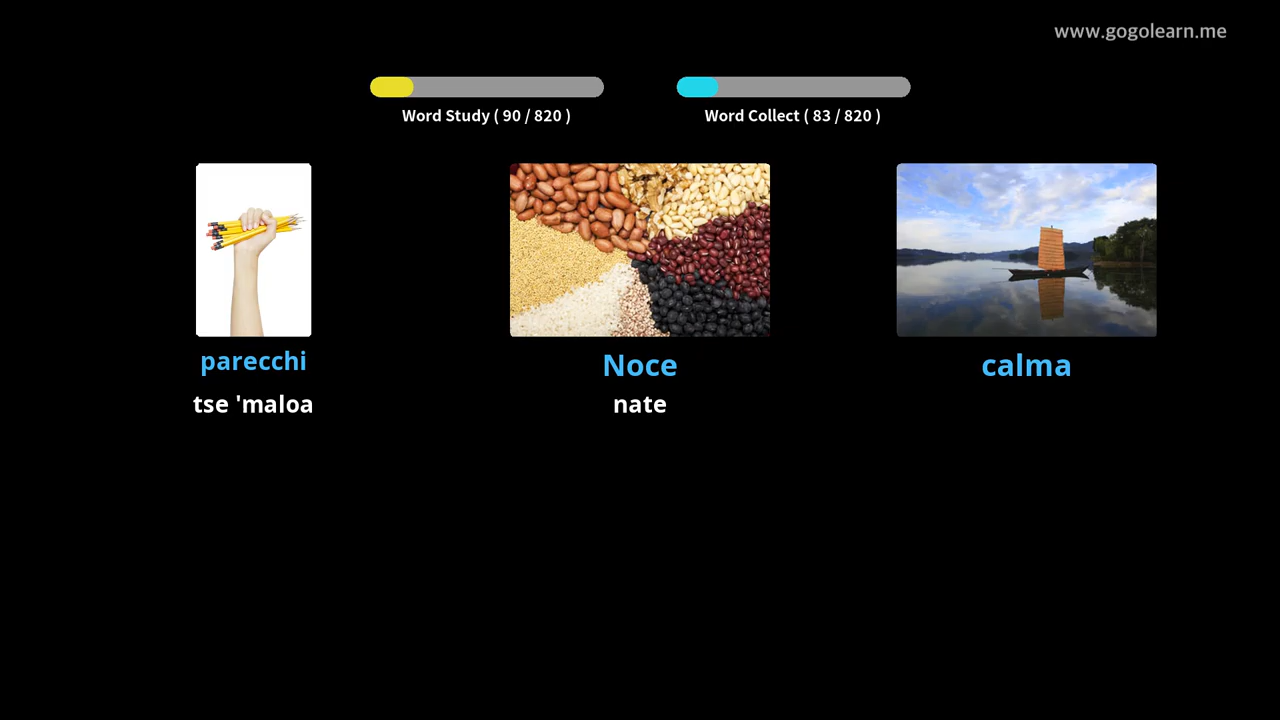 www.gogolearn.me
Word Study ( 90 / 820 )
Word Collect ( 83 / 820 )
parecchi
Noce
calma
tse 'maloa
nate